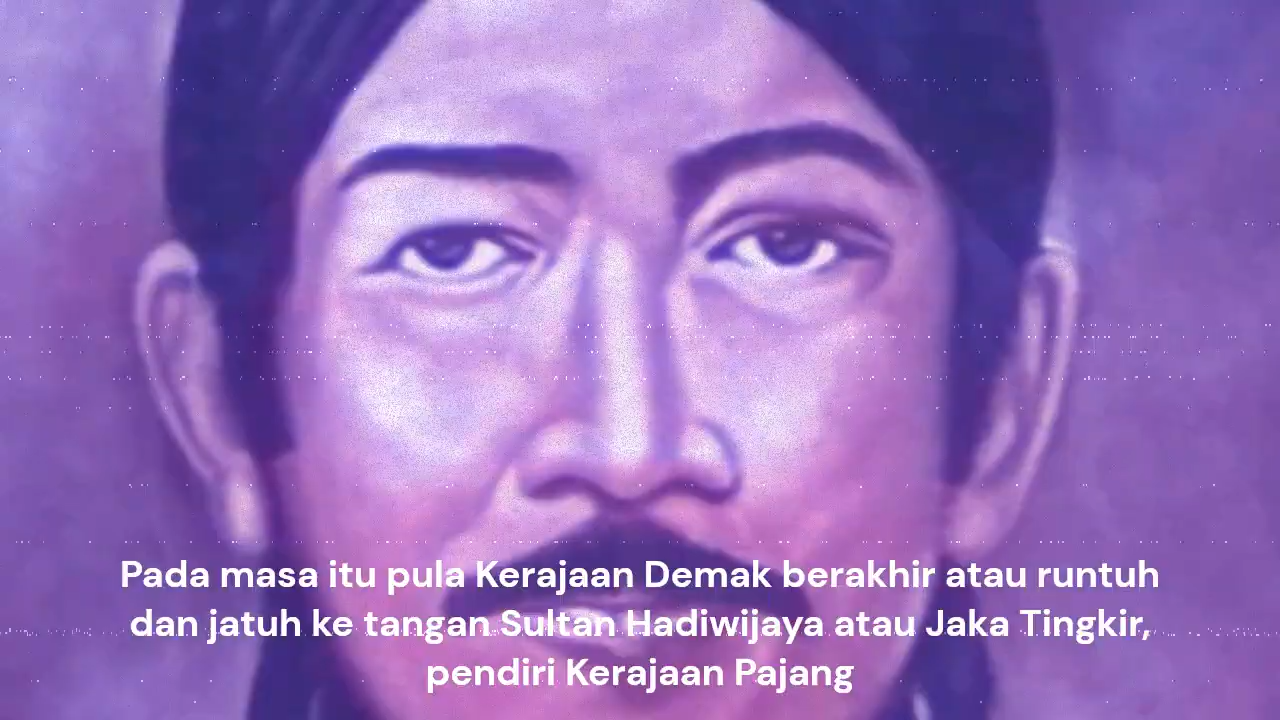 Pada masa itu pula Kerajaan Demak berakhir atau runtuh
dan jatuh ke tangan Sultan Hadiwijaya atau Jaka Tingkir,
pendiri Kerajaan Pajang